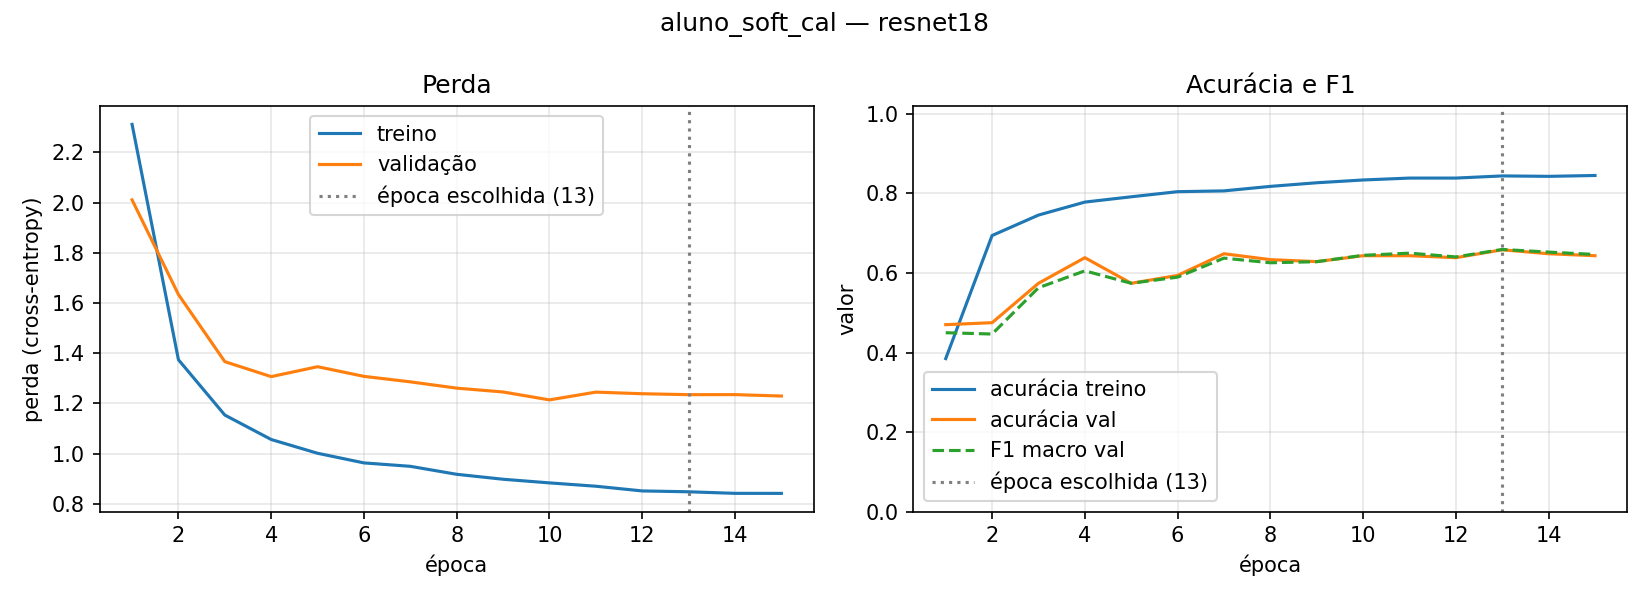 aluno_soft_cal — resnet18
Perda
treino
validação
época escolhida (13)
2.2
2.0
1.8
1.6
1.4
1.2
1.0
0.8
perda (cross-entropy)
2 4 6 8 10 12 14
época
Acurácia e F1
1.0
0.8
0.6
0.4
0.2
0.0
valor
acurácia treino
acurácia val
F1 macro val
época escolhida (13)
2 4 6 8 10 12 14
época